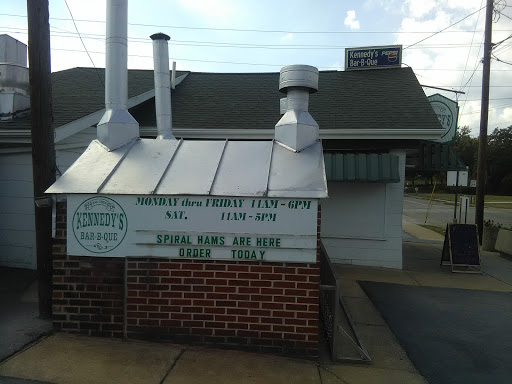 Kennedy's
Bar-B-Que
PEPSI
KENNEDY'S
BAR-B-QUE
MONDAY thru FRIDAY 11AM - 6PM
SAT. 11AM - 5PM
SPIRAL HAMS ARE HERE
ORDER TODAY